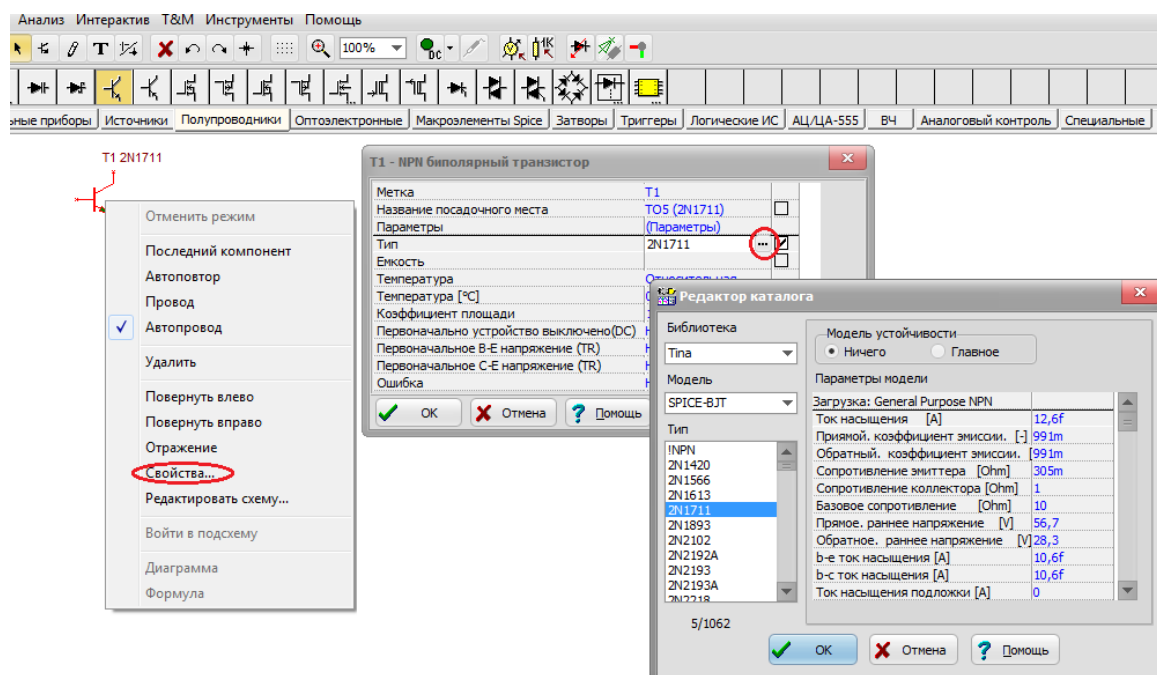 Анализ Интерактив T&M Инструменты Помощь
T 100% DC 1K
ьные приборы Источники Полупроводники Оптоэлектронные Макроэлементы Spice Затворы Триггеры Логические ИС АЦ/ЦА-555 ВЧ Аналоговый контроль Специальные
T1 2N1711
Отменить режим
Последний компонент
Автоповтор
Провод
Автопровод
Удалить
Повернуть влево
Повернуть вправо
Отражение
Свойства...
Редактировать схему...
Войти в подсхему
Диаграмма
Формула
T1 - NPN биполярный транзистор
Метка T1
Название посадочного места TO5 (2N1711)
Параметры (Параметры)
Тип 2N1711 ...
Емкость
Температура Относительная
Температура [ºC]
Коэффициент площади
Первоначально устройство выключено(DC)
Первоначальное B-E напряжение (TR)
Первоначальное C-E напряжение (TR)
Ошибка
OK Отмена ? Помощь
Редактор каталога
Библиотека
Tina
Модель
SPICE-BJT
Тип
!NPN
2N1420
2N1566
2N1613
2N1711
2N1893
2N2102
2N2192A
2N2193
2N2193A
2N2218
5/1062
Модель устойчивости
Ничего Главное
Параметры модели
Загрузка: General Purpose NPN
Ток насыщения [A] 12,6f
Приямой. коэффициент эмиссии. [-] 991m
Обратный. коэффициент эмиссии. [ 991m
Сопротивление эмиттера [Ohm] 305m
Сопротивление коллектора [Ohm] 1
Базовое сопротивление [Ohm] 10
Прямое. раннее напряжение [V] 56,7
Обратное. раннее напряжение [V] 28,3
b-e ток насыщения [A] 10,6f
b-c ток насыщения [A] 10,6f
Ток насыщения подложки [A] 0
OK Отмена ? Помощь